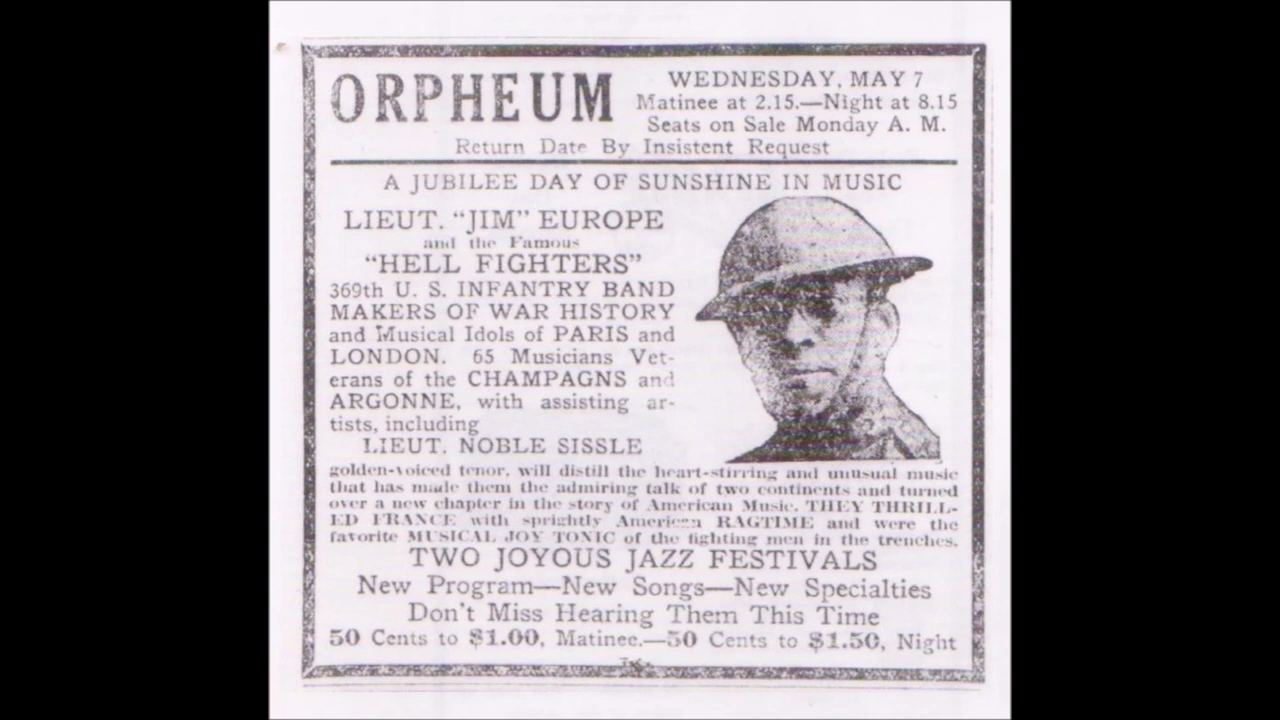 ORPHEUM
WEDNESDAY, MAY 7
Matinee at 2.15.—Night at 8.15
Seats on Sale Monday A. M.
Return Date By Insistent Request
A JUBILEE DAY OF SUNSHINE IN MUSIC
LIEUT. “JIM” EUROPE
and the Famous
“HELL FIGHTERS”
369th U. S. INFANTRY BAND
MAKERS OF WAR HISTORY
and Musical Idols of PARIS and
LONDON. 65 Musicians Vet-
erans of the CHAMPAGNS and
ARGONNE, with assisting ar-
tists, including
LIEUT. NOBLE SISSLE
golden-voiced tenor, will distill the heart-stirring and unusual music
that has made them the admiring talk of two continents and turned
over a new chapter in the story of American Music. THEY THRILL-
ED FRANCE with sprightly American RAGTIME and were the
favorite MUSICAL JOY TONIC of the fighting men in the trenches.
TWO JOYOUS JAZZ FESTIVALS
New Program—New Songs—New Specialties
Don't Miss Hearing Them This Time
50 Cents to $1.00, Matinee.—50 Cents to $1.50, Night